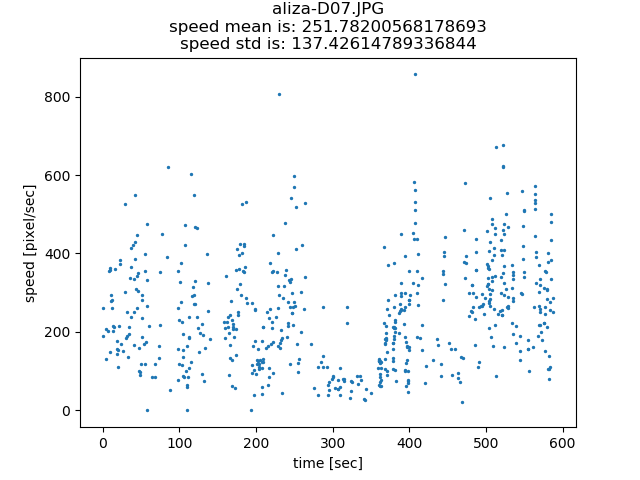 aliza-D07.JPG
speed mean is: 251.78200568178693
speed std is: 137.42614789336844
800
600
400
200
0
speed [pixel/sec]
0 100 200 300 400 500 600
time [sec]